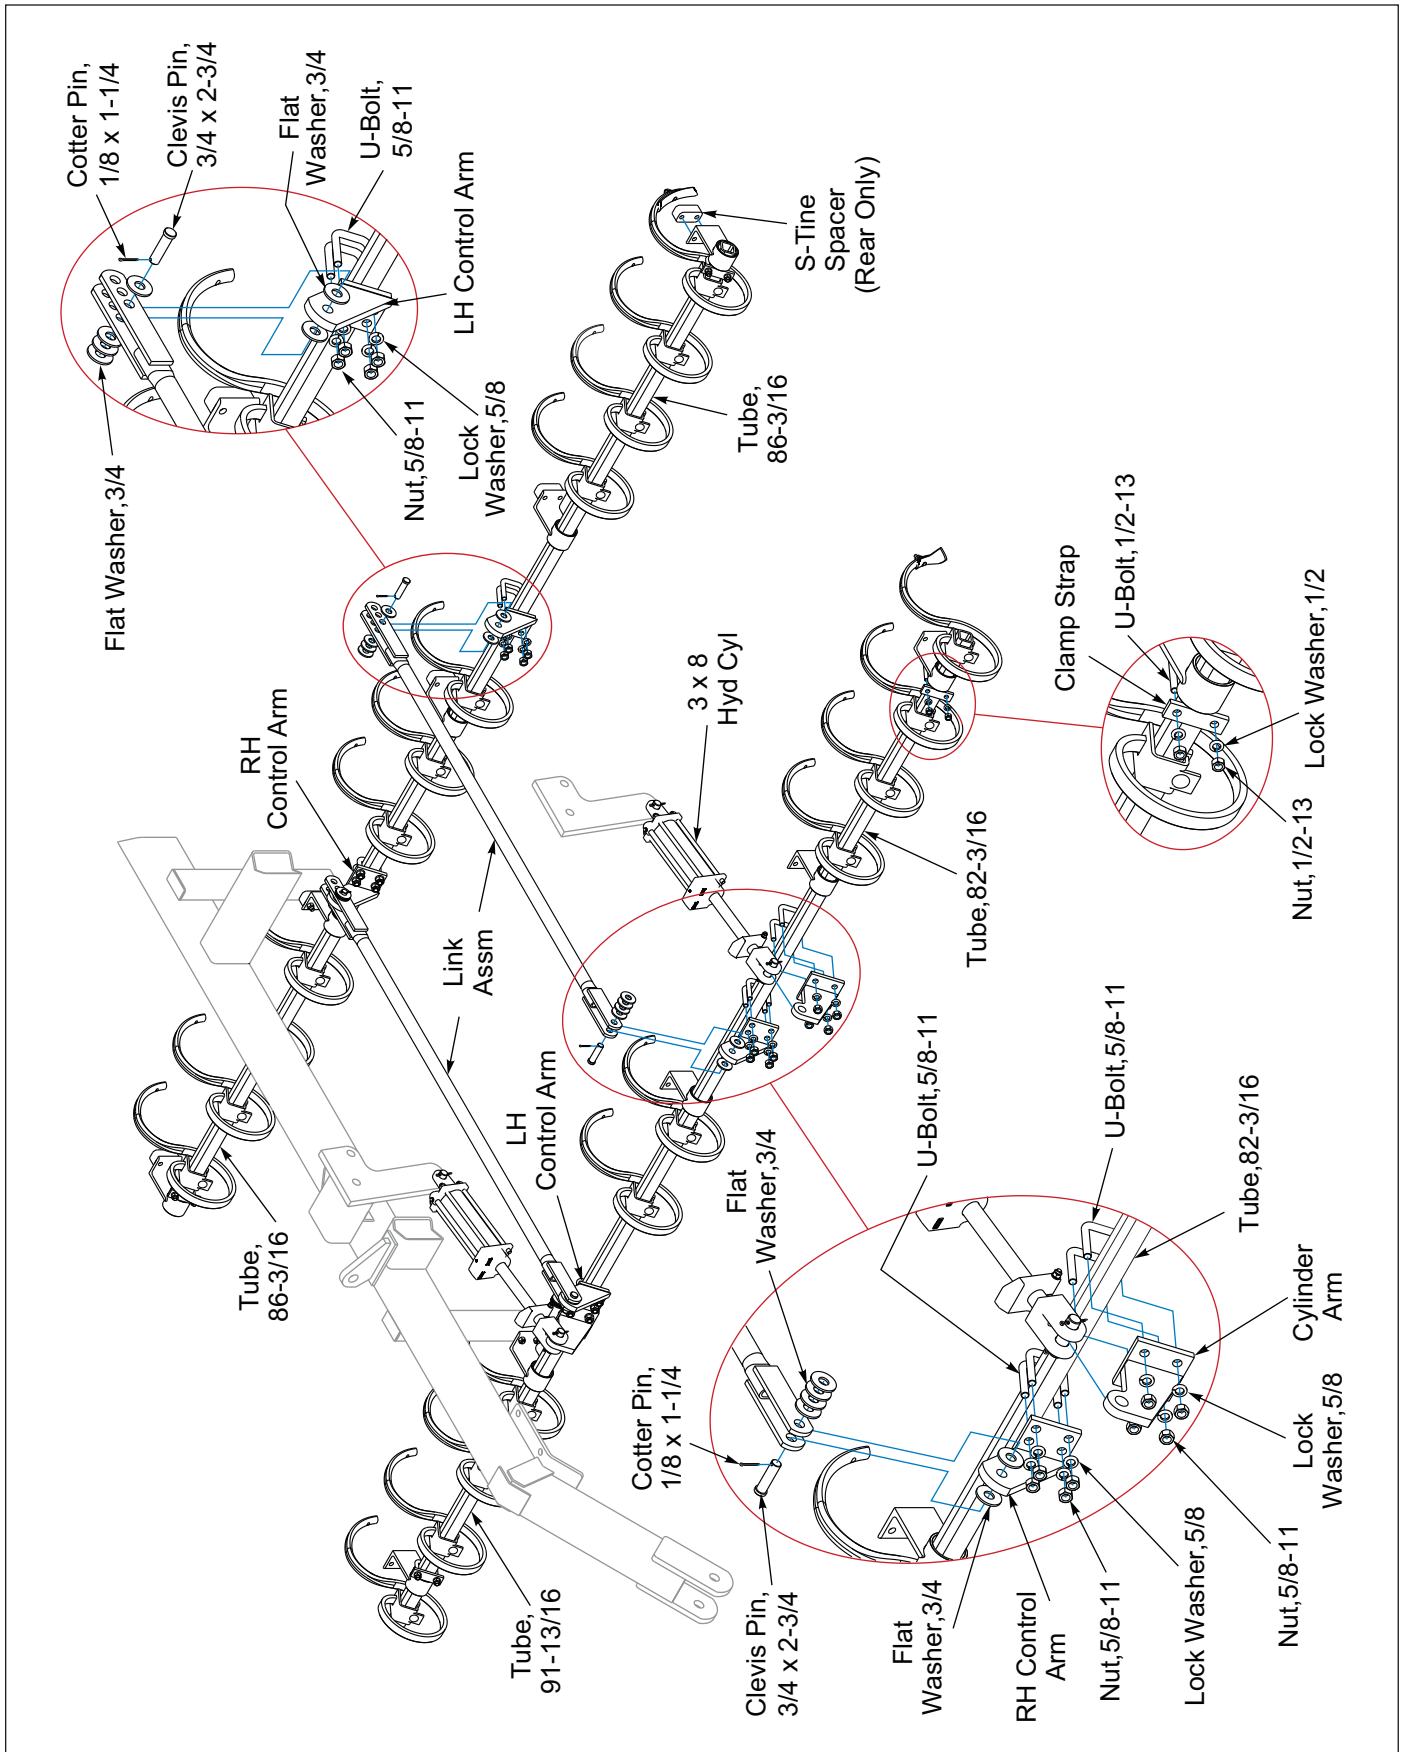 Cotter Pin,
1/8 x 1-1/4
Clevis Pin,
3/4 x 2-3/4
Flat
Washer,3/4
U-Bolt,
5/8-11
LH Control Arm
Flat Washer,3/4
Nut,5/8-11
Lock
Washer,5/8
S-Tine
Spacer
(Rear Only)
Tube,
86-3/16
RH
Control Arm
3 x 8
Hyd Cyl
Link
Assm
Clamp Strap
U-Bolt,1/2-13
Lock Washer,1/2
Nut,1/2-13
Tube,82-3/16
Tube,
86-3/16
LH
Control Arm
Flat
Washer,3/4
U-Bolt,5/8-11
U-Bolt,5/8-11
Tube,82-3/16
Cylinder
Arm
Lock
Washer,5/8
Nut,5/8-11
Cotter Pin,
1/8 x 1-1/4
Clevis Pin,
3/4 x 2-3/4
Flat
Washer,3/4
RH Control
Arm
Nut,5/8-11
Lock Washer,5/8
Tube,
91-13/16